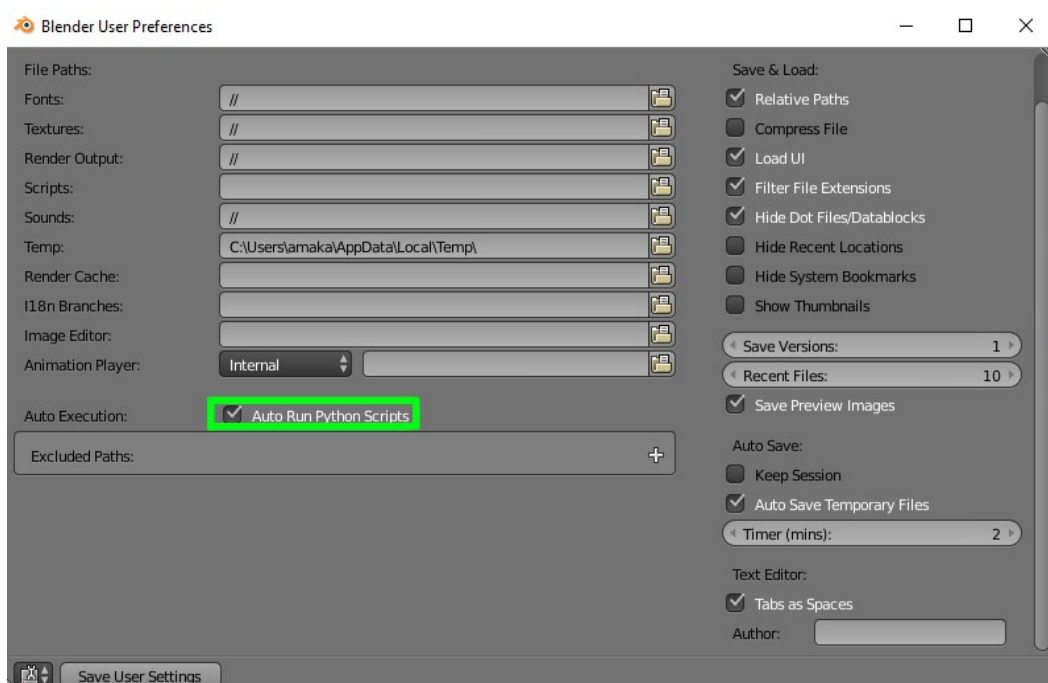 Blender User Preferences
File Paths:
Fonts: //
Textures: //
Render Output: //
Scripts:
Sounds: //
Temp: C:\Users\amaka\AppData\Local\Temp\
Render Cache:
I18n Branches:
Image Editor:
Animation Player: Internal
Auto Execution: Auto Run Python Scripts
Excluded Paths:
Save & Load:
Relative Paths
Compress File
Load UI
Filter File Extensions
Hide Dot Files/Datablocks
Hide Recent Locations
Hide System Bookmarks
Show Thumbnails
Save Versions: 1
Recent Files: 10
Save Preview Images
Auto Save:
Keep Session
Auto Save Temporary Files
Timer (mins): 2
Text Editor:
Tabs as Spaces
Author:
Save User Settings